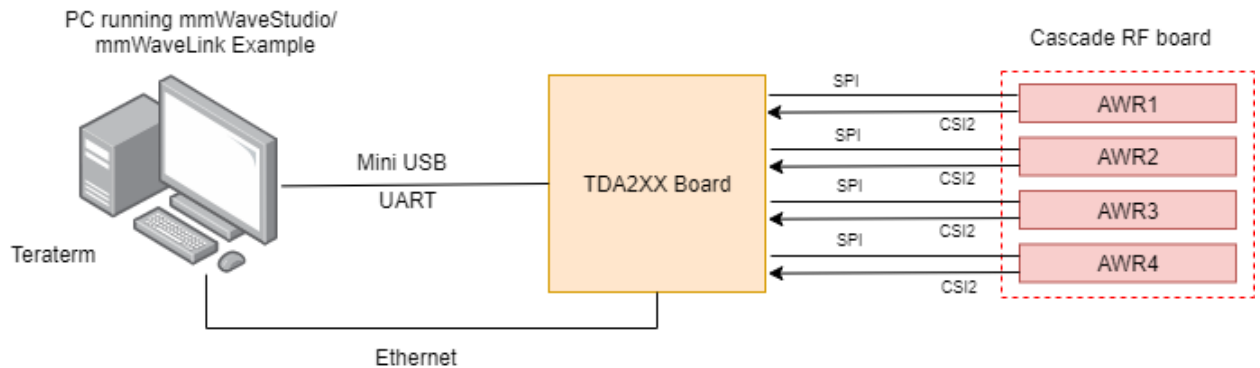 PC running mmWaveStudio/
mmWaveLink Example
Cascade RF board
Teraterm
Mini USB
UART
TDA2XX Board
SPI
CSI2
AWR1
SPI
CSI2
AWR2
SPI
CSI2
AWR3
SPI
CSI2
AWR4
Ethernet